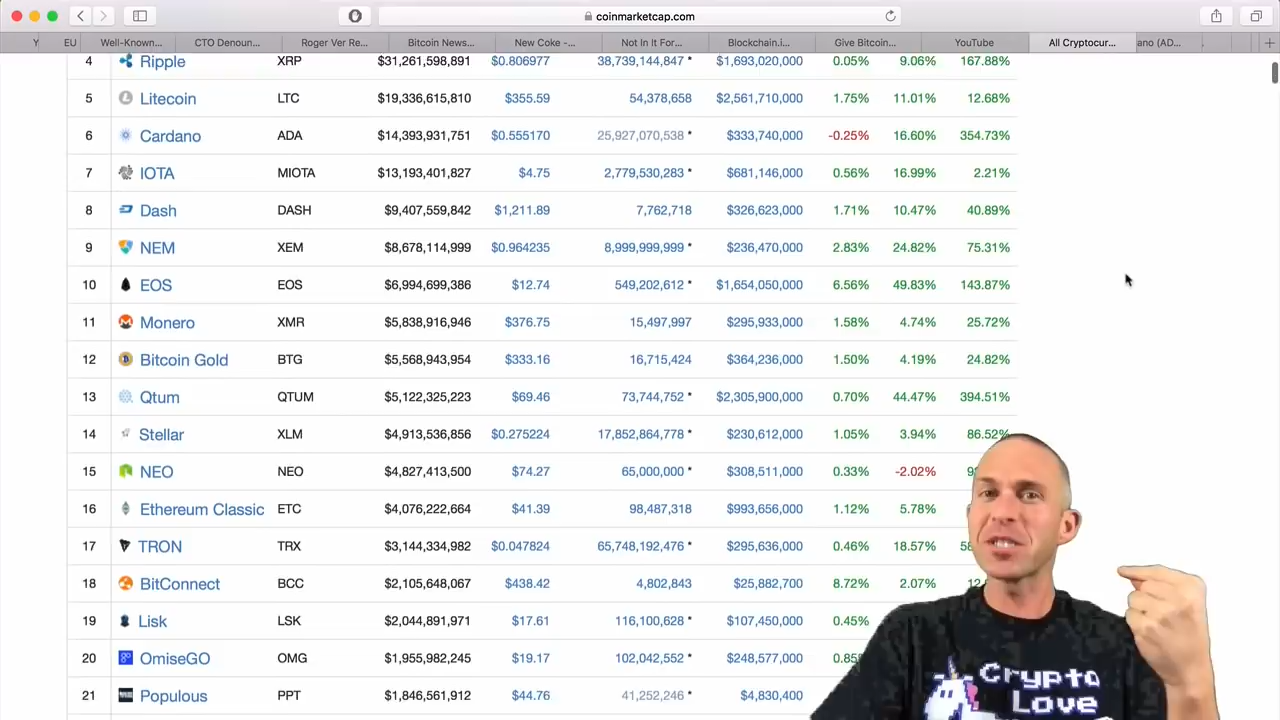 coinmarketcap.com
Y EU Well-Known... CTO Denoun... Roger Ver Re... Bitcoin News... New Coke -... Not In It For... Blockchain.i... Give Bitcoin... YouTube All Cryptocur... ano (AD...
4 Ripple XRP $31,261,598,891 $0.806977 38,739,144,847 * $1,693,020,000 0.05% 9.06% 167.88%
5 Litecoin LTC $19,336,615,810 $355.59 54,378,658 $2,561,710,000 1.75% 11.01% 12.68%
6 Cardano ADA $14,393,931,751 $0.555170 25,927,070,538 * $333,740,000 -0.25% 16.60% 354.73%
7 IOTA MIOTA $13,193,401,827 $4.75 2,779,530,283 * $681,146,000 0.56% 16.99% 2.21%
8 Dash DASH $9,407,559,842 $1,211.89 7,762,718 $326,623,000 1.71% 10.47% 40.89%
9 NEM XEM $8,678,114,999 $0.964235 8,999,999,999 * $236,470,000 2.83% 24.82% 75.31%
10 EOS EOS $6,994,699,386 $12.74 549,202,612 * $1,654,050,000 6.56% 49.83% 143.87%
11 Monero XMR $5,838,916,946 $376.75 15,497,997 $295,933,000 1.58% 4.74% 25.72%
12 Bitcoin Gold BTG $5,568,943,954 $333.16 16,715,424 $364,236,000 1.50% 4.19% 24.82%
13 Qtum QTUM $5,122,325,223 $69.46 73,744,752 * $2,305,900,000 0.70% 44.47% 394.51%
14 Stellar XLM $4,913,536,856 $0.275224 17,852,864,778 * $230,612,000 1.05% 3.94% 86.52%
15 NEO NEO $4,827,413,500 $74.27 65,000,000 * $308,511,000 0.33% -2.02%
16 Ethereum Classic ETC $4,076,222,664 $41.39 98,487,318 $993,656,000 1.12% 5.78%
17 TRON TRX $3,144,334,982 $0.047824 65,748,192,476 * $295,636,000 0.46% 18.57%
18 BitConnect BCC $2,105,648,067 $438.42 4,802,843 $25,882,700 8.72% 2.07%
19 Lisk LSK $2,044,891,971 $17.61 116,100,628 * $107,450,000 0.45%
20 OmiseGO OMG $1,955,982,245 $19.17 102,042,552 * $248,577,000
21 Populous PPT $1,846,561,912 $44.76 41,252,246 * $4,830,400
Crypto
Love